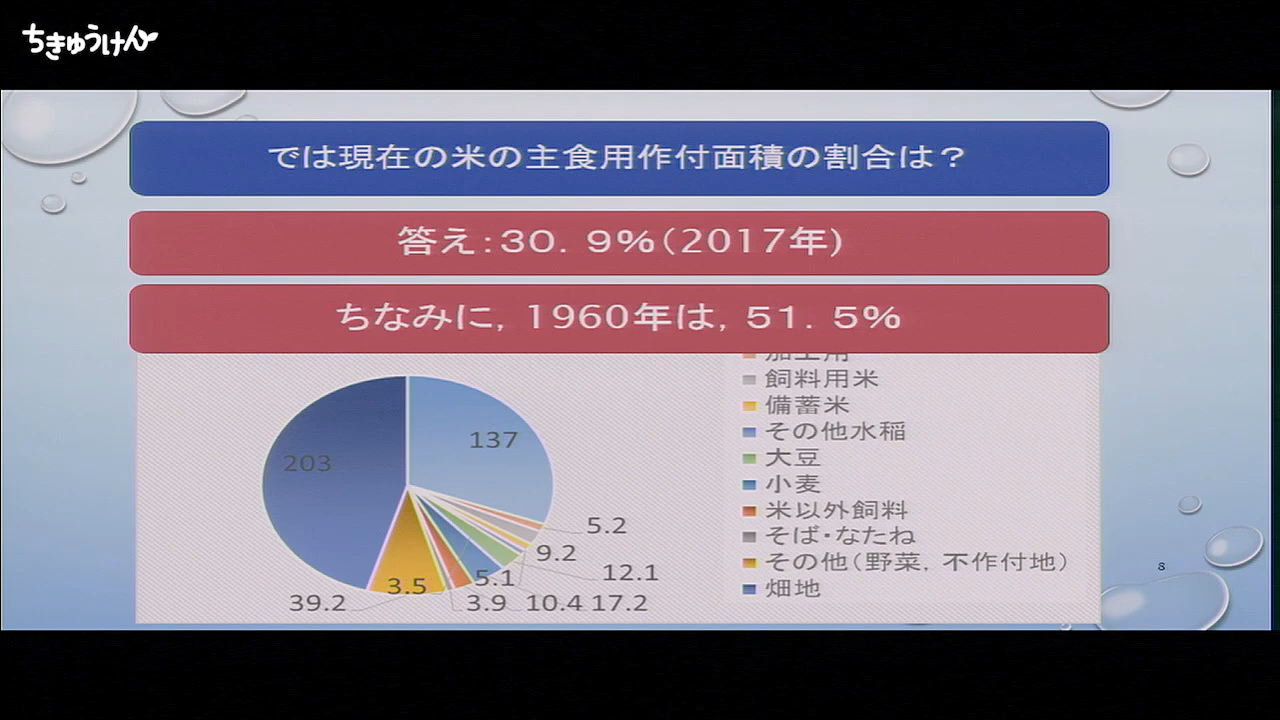 ちきゅうけん
では現在の米の主食用作付面積の割合は？
答え：30．9％（2017年）
ちなみに，1960年は，51．5％
加工用
飼料用米
備蓄米
その他水稲
大豆
小麦
米以外飼料
そば・なたね
その他（野菜，不作付地）
畑地
137
203
5.2
9.2
12.1
5.1
3.5
39.2
3.9
10.4
17.2
8